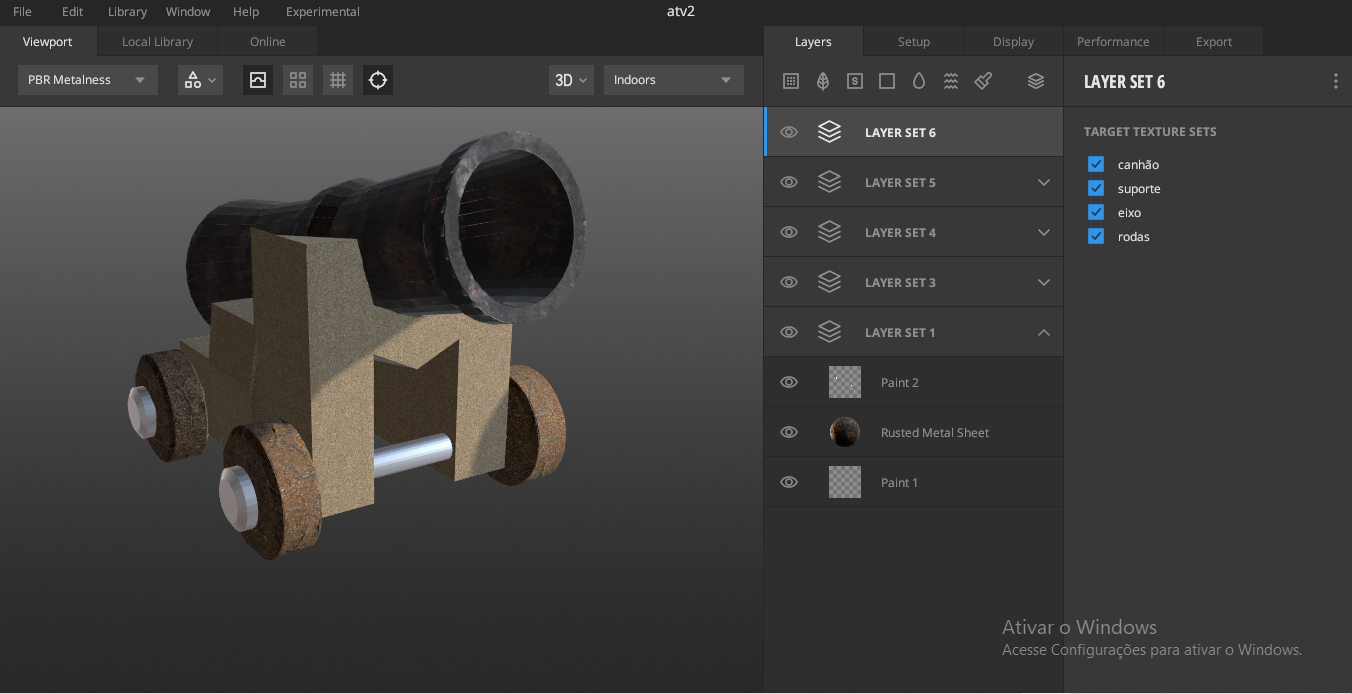 File Edit Library Window Help Experimental atv2
Viewport Local Library Online Layers Setup Display Performance Export
PBR Metalness 3D Indoors S LAYER SET 6
LAYER SET 6
TARGET TEXTURE SETS
canhão
LAYER SET 5
suporte
eixo
LAYER SET 4
rodas
LAYER SET 3
LAYER SET 1
Paint 2
Rusted Metal Sheet
Paint 1
Ativar o Windows
Acesse Configurações para ativar o Windows.